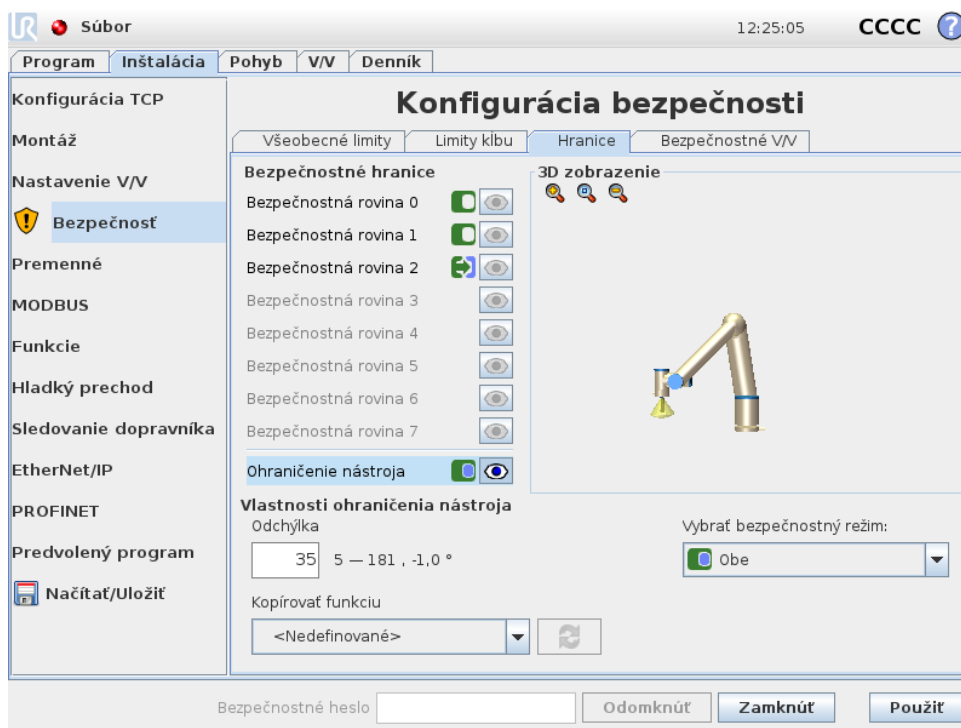 UR Súbor 12:25:05 CCCC ?
Program Inštalácia Pohyb V/V Denník
Konfigurácia TCP
Montáž
Nastavenie V/V
Bezpečnosť
Premenné
MODBUS
Funkcie
Hladký prechod
Sledovanie dopravníka
EtherNet/IP
PROFINET
Predvolený program
Načítať/Uložiť
Konfigurácia bezpečnosti
Všeobecné limity Limity kĺbu Hranice Bezpečnostné V/V
Bezpečnostné hranice
Bezpečnostná rovina 0
Bezpečnostná rovina 1
Bezpečnostná rovina 2
Bezpečnostná rovina 3
Bezpečnostná rovina 4
Bezpečnostná rovina 5
Bezpečnostná rovina 6
Bezpečnostná rovina 7
Ohraničenie nástroja
3D zobrazenie
Vlastnosti ohraničenia nástroja
Odchýlka
35 5 — 181 , -1,0 °
Vybrať bezpečnostný režim:
Obe
Kopírovať funkciu
<Nedefinované>
Bezpečnostné heslo Odomknúť Zamknúť Použiť